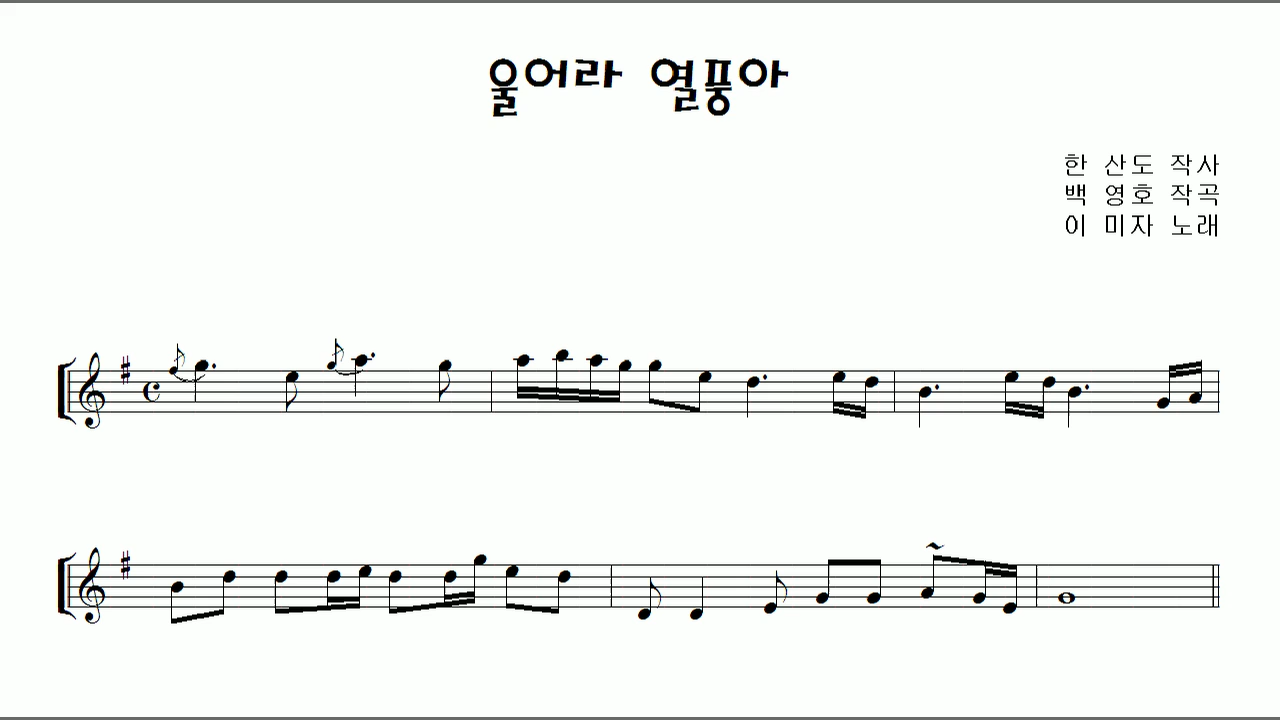 울어라 열풍아
한 산도 작사
백 영호 작곡
이 미자 노래